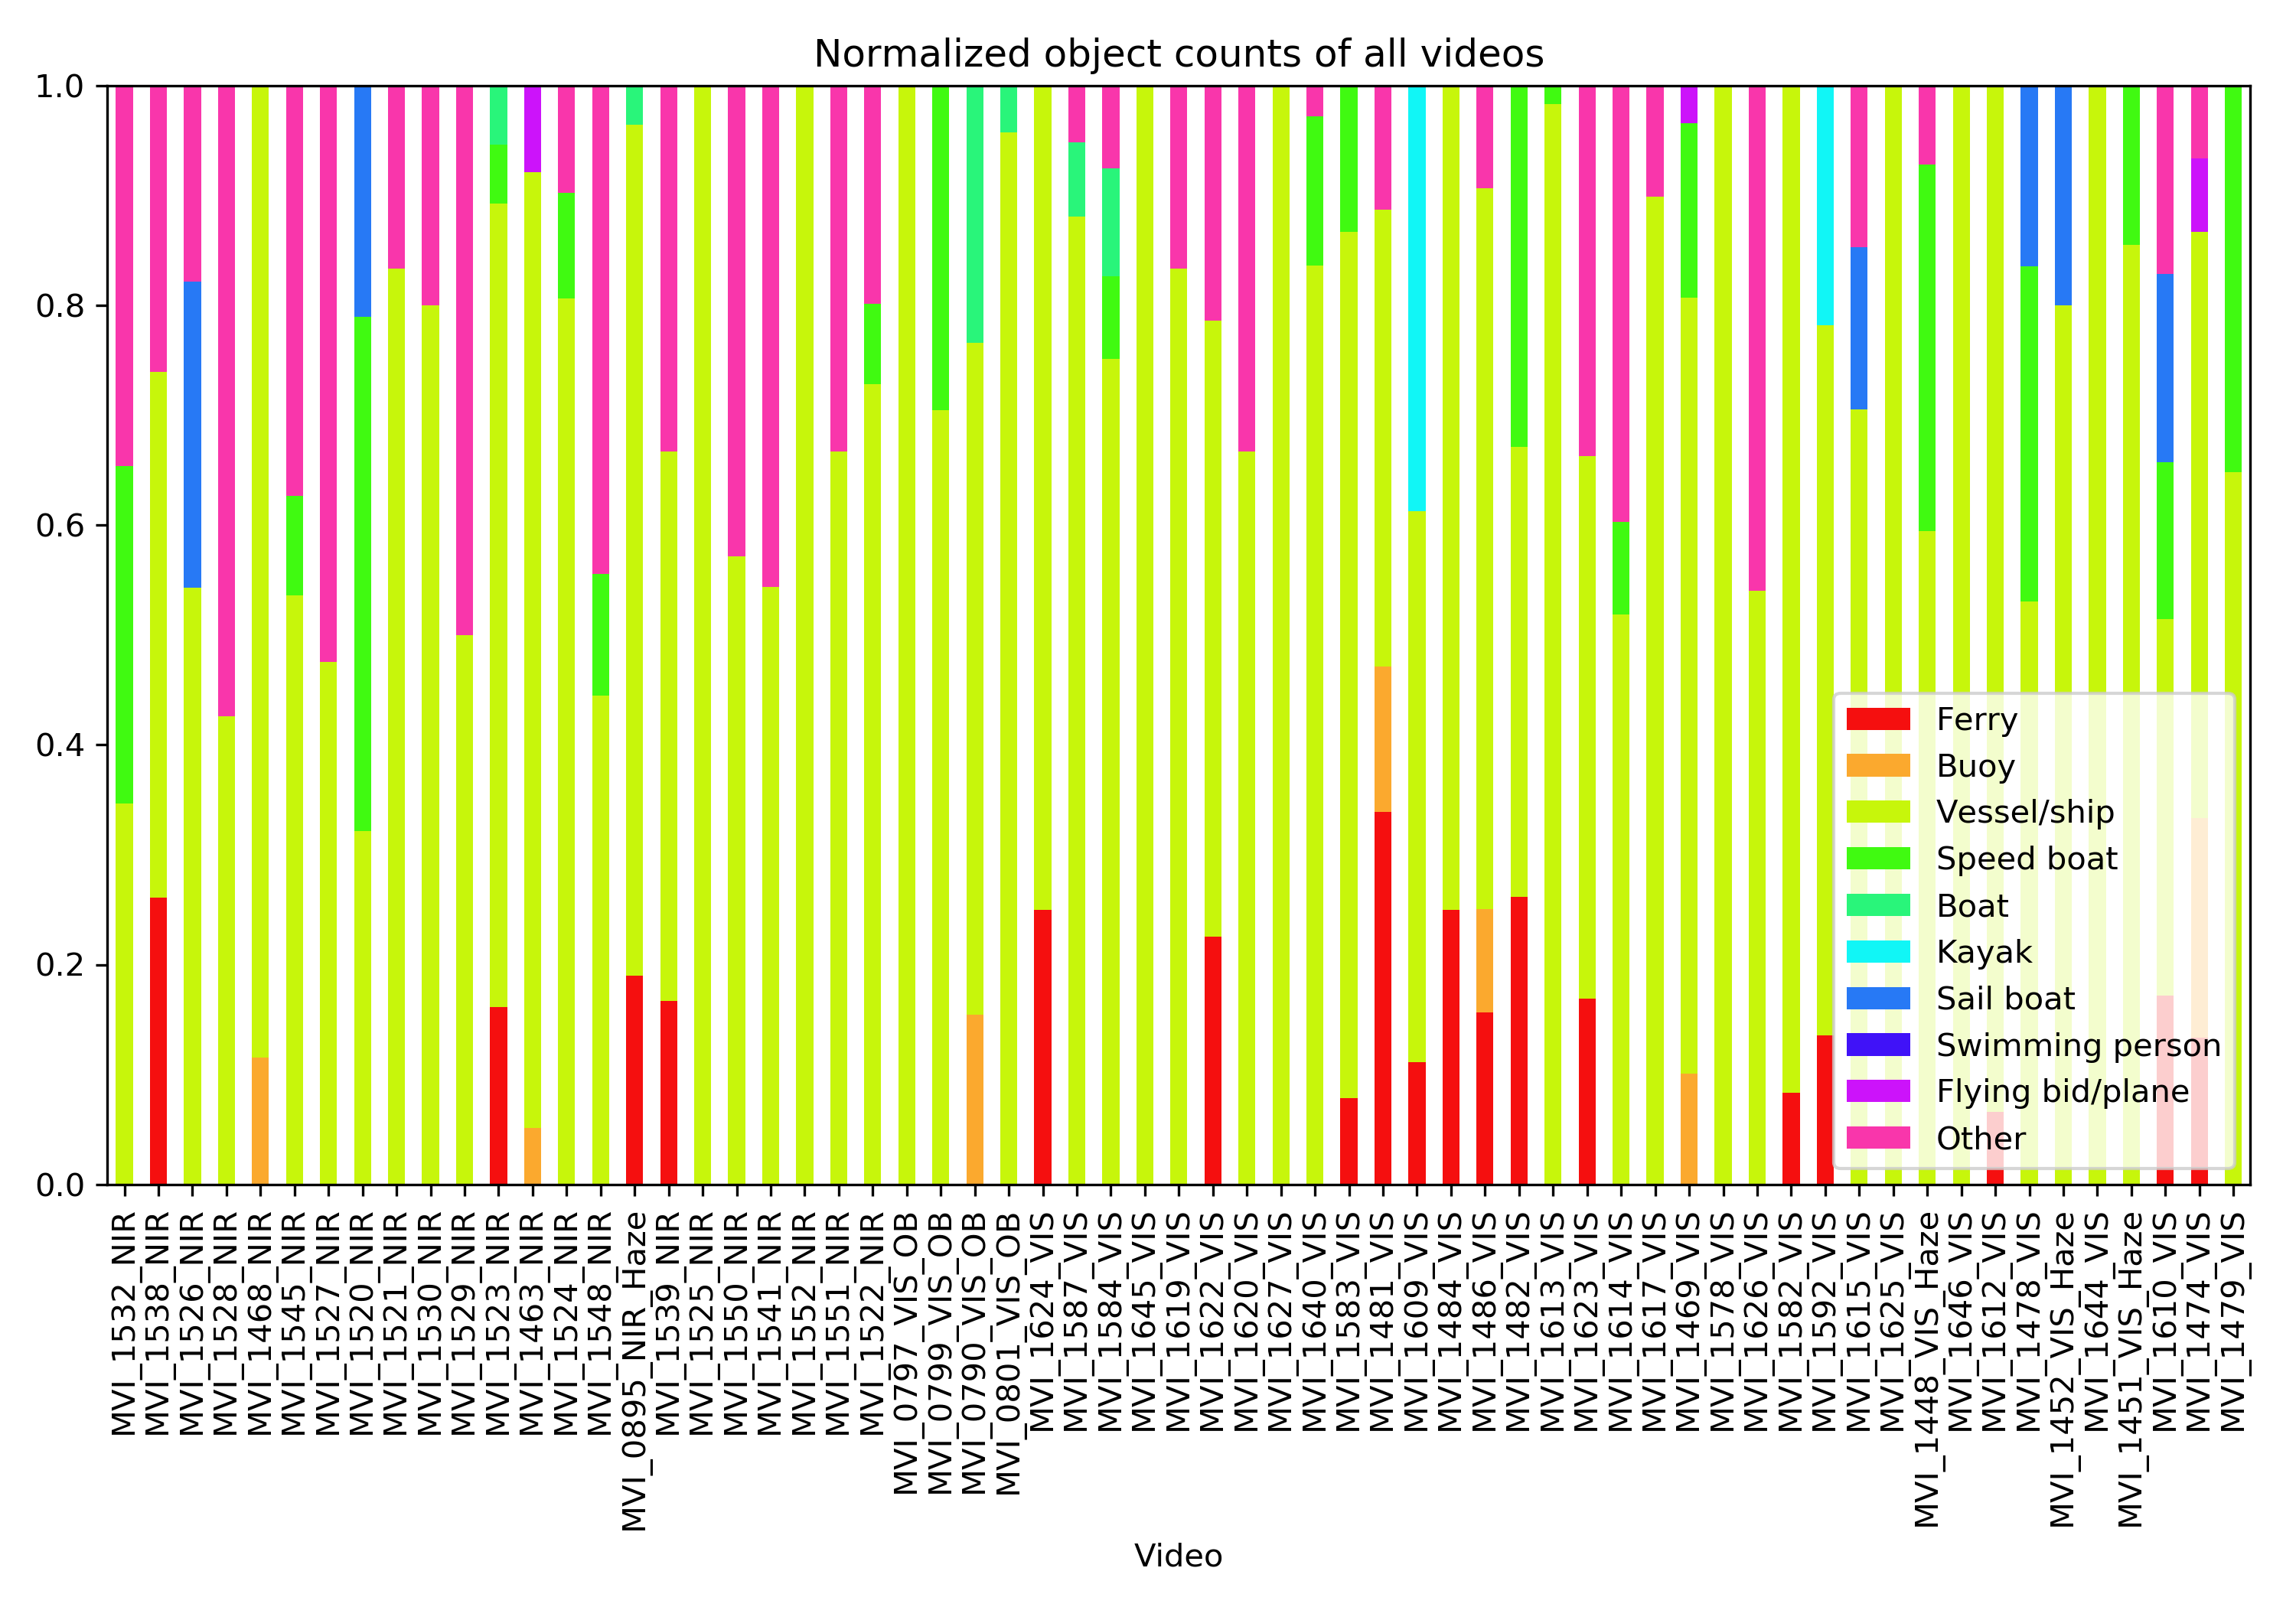 Normalized object counts of all videos
1.0
0.8
0.6
0.4
0.2
0.0
Ferry
Buoy
Vessel/ship
Speed boat
Boat
Kayak
Sail boat
Swimming person
Flying bid/plane
Other
MVI_1532_NIR
MVI_1538_NIR
MVI_1526_NIR
MVI_1528_NIR
MVI_1468_NIR
MVI_1545_NIR
MVI_1527_NIR
MVI_1520_NIR
MVI_1521_NIR
MVI_1530_NIR
MVI_1529_NIR
MVI_1523_NIR
MVI_1463_NIR
MVI_1524_NIR
MVI_1548_NIR
MVI_0895_NIR_Haze
MVI_1539_NIR
MVI_1525_NIR
MVI_1550_NIR
MVI_1541_NIR
MVI_1552_NIR
MVI_1551_NIR
MVI_1522_NIR
MVI_0797_VIS_OB
MVI_0799_VIS_OB
MVI_0790_VIS_OB
MVI_0801_VIS_OB
MVI_1624_VIS
MVI_1587_VIS
MVI_1584_VIS
MVI_1645_VIS
MVI_1619_VIS
MVI_1622_VIS
MVI_1620_VIS
MVI_1627_VIS
MVI_1640_VIS
MVI_1583_VIS
MVI_1481_VIS
MVI_1609_VIS
MVI_1484_VIS
MVI_1486_VIS
MVI_1482_VIS
MVI_1613_VIS
MVI_1623_VIS
MVI_1614_VIS
MVI_1617_VIS
MVI_1469_VIS
MVI_1578_VIS
MVI_1626_VIS
MVI_1582_VIS
MVI_1592_VIS
MVI_1615_VIS
MVI_1625_VIS
MVI_1448_VIS_Haze
MVI_1646_VIS
MVI_1612_VIS
MVI_1478_VIS
MVI_1452_VIS_Haze
MVI_1644_VIS
MVI_1451_VIS_Haze
MVI_1610_VIS
MVI_1474_VIS
MVI_1479_VIS
Video